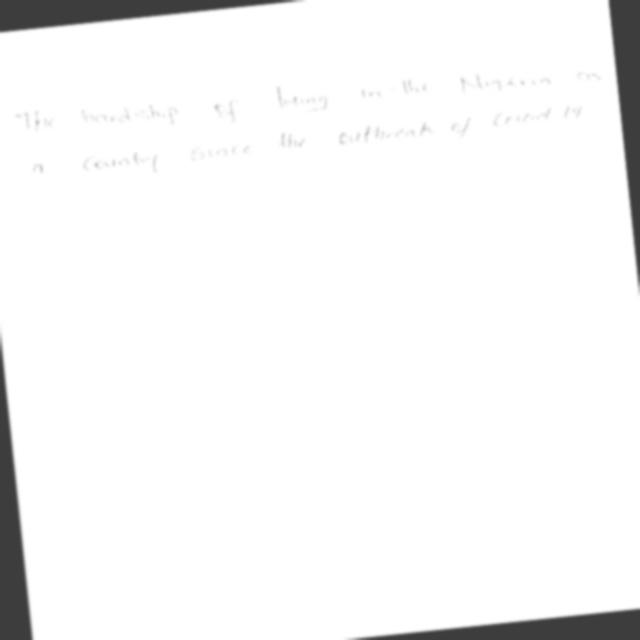 The hardship of being in the Nigeria as
a Country since the outbreak of Covid 19